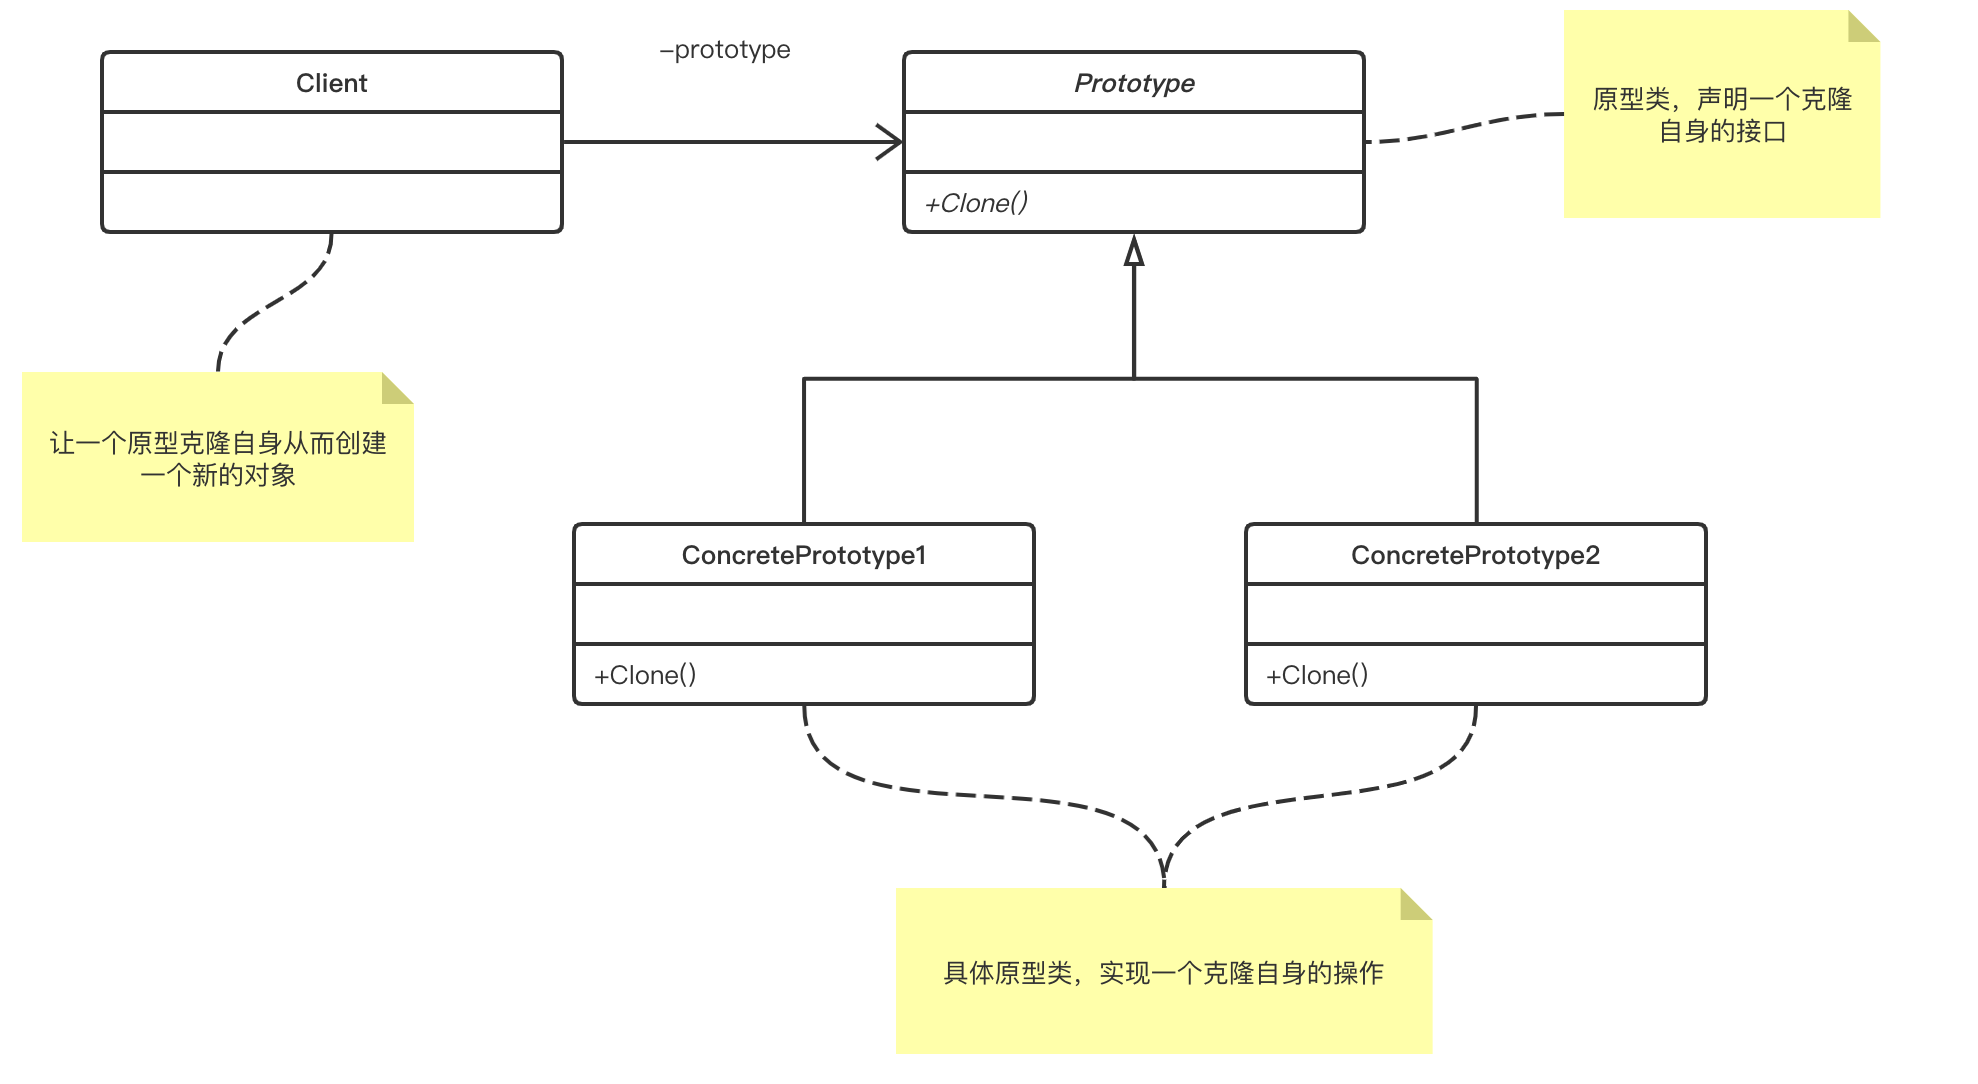 –prototype
Client
Prototype
+Clone()
原型类，声明一个克隆
自身的接口
让一个原型克隆自身从而创建
一个新的对象
ConcretePrototype1
+Clone()
ConcretePrototype2
+Clone()
具体原型类，实现一个克隆自身的操作